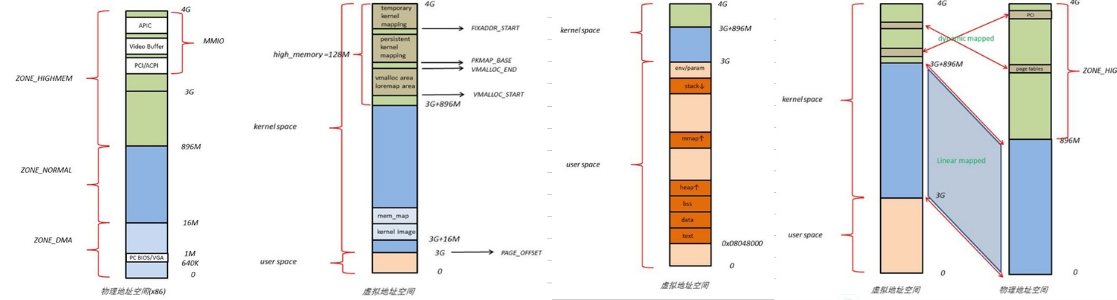 4G
APIC
Video Buffer
PCI/ACPI
MMIO
ZONE_HIGHMEM
3G
896M
ZONE_NORMAL
16M
ZONE_DMA
1M
PC BIOS/VGA
640K
0
物理地址空间(x86)
4G
temporary
kernel
mapping
FIXADDR_START
high_memory =128M
persistent
kernel
mapping
PKMAP_BASE
VMALLOC_END
vmalloc area
ioremap area
VMALLOC_START
3G+896M
kernel space
mem_map
kernel image
3G+16M
3G
PAGE_OFFSET
user space
0
虚拟地址空间
4G
kernel space
3G+896M
3G
env/param
stack↓
mmap↑
user space
heap↑
bss
data
text
0x08048000
0
虚拟地址空间
4G
4G
PCI
dynamic mapped
3G+896M
page tables
ZONE_HIG
kernel space
896M
Linear mapped
3G
user space
0
0
虚拟地址空间
物理地址空间